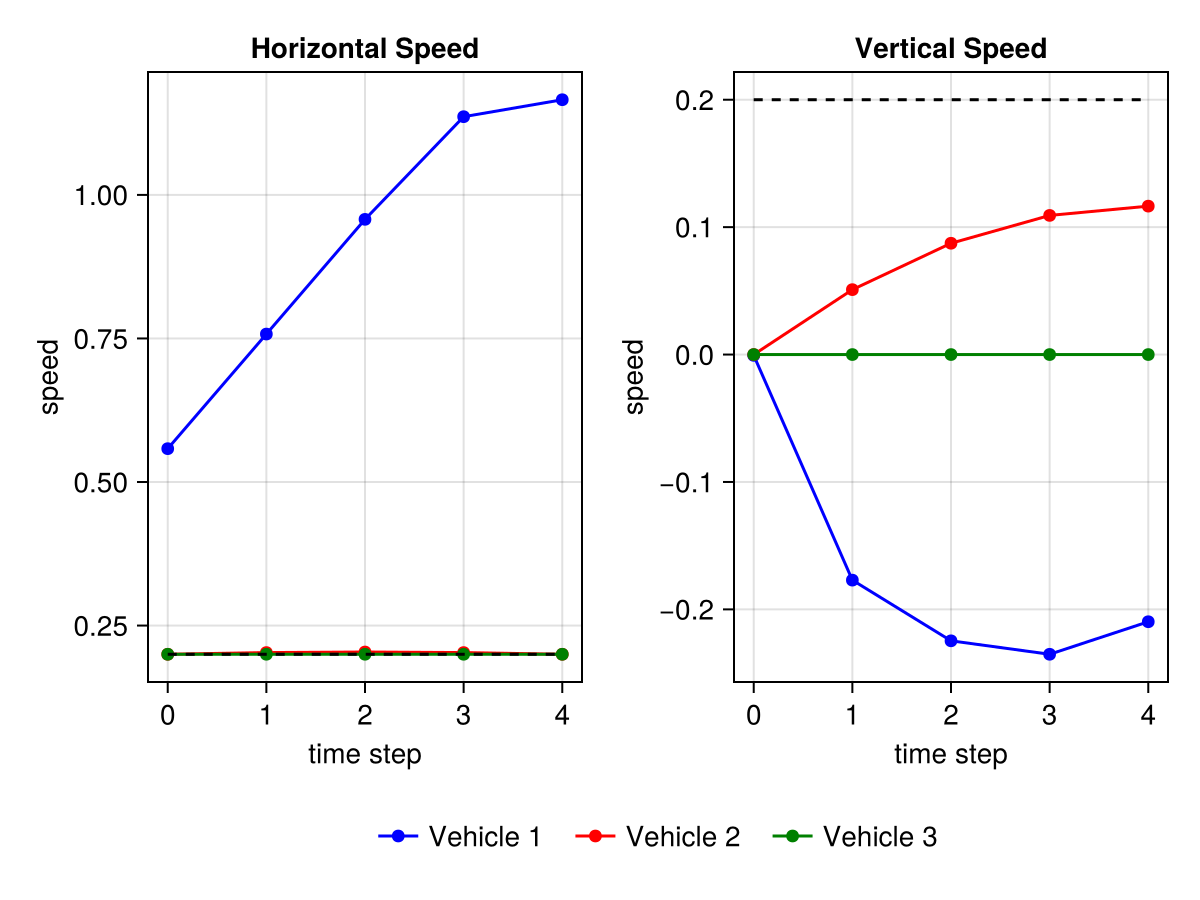 Horizontal Speed
speed
1.00
0.75
0.50
0.25
0 1 2 3 4
time step
Vertical Speed
speed
0.2
0.1
0.0
−0.1
−0.2
0 1 2 3 4
time step
Vehicle 1 Vehicle 2 Vehicle 3